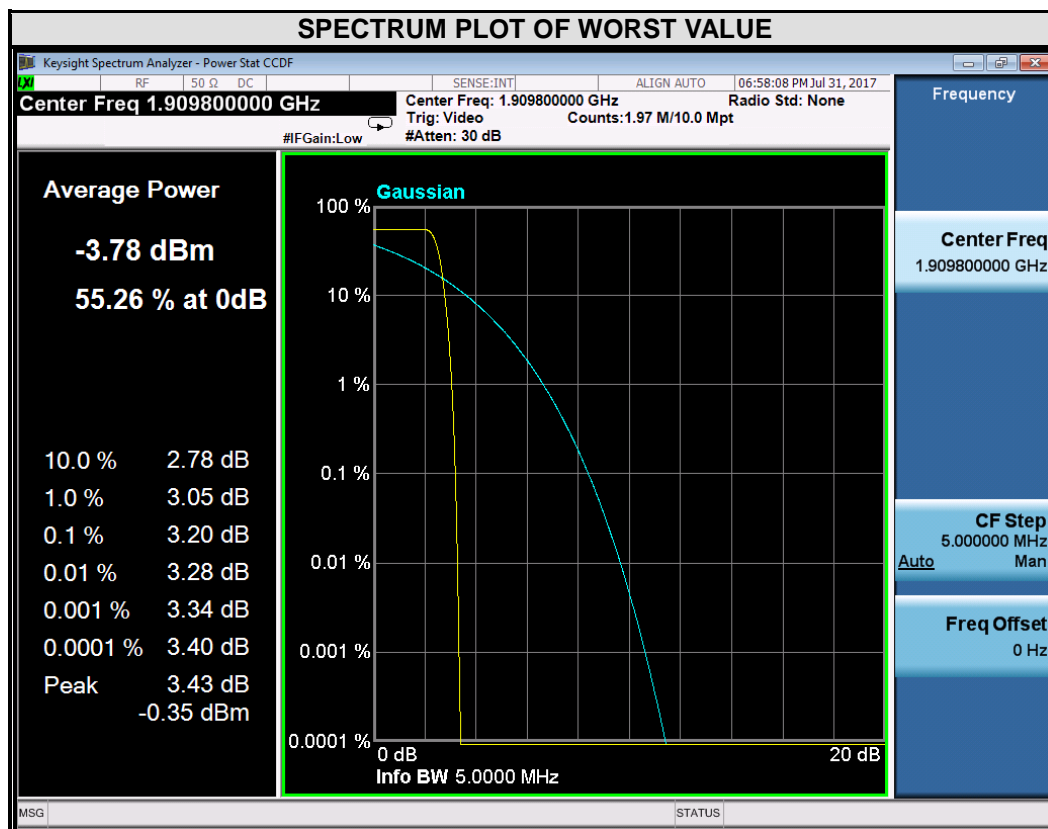 SPECTRUM PLOT OF WORST VALUE
Keysight Spectrum Analyzer - Power Stat CCDF
LXI RF 50 Ω DC SENSE:INT ALIGN AUTO 06:58:08 PM Jul 31, 2017
Center Freq 1.909800000 GHz
Center Freq: 1.909800000 GHz Radio Std: None
Trig: Video Counts:1.97 M/10.0 Mpt
#IFGain:Low #Atten: 30 dB
Average Power
-3.78 dBm
55.26 % at 0dB
10.0 % 2.78 dB
1.0 % 3.05 dB
0.1 % 3.20 dB
0.01 % 3.28 dB
0.001 % 3.34 dB
0.0001 % 3.40 dB
Peak 3.43 dB
-0.35 dBm
Gaussian
100 %
10 %
1 %
0.1 %
0.01 %
0.001 %
0.0001 %
0 dB 20 dB
Info BW 5.0000 MHz
Frequency
Center Freq
1.909800000 GHz
CF Step
5.000000 MHz
Auto Man
Freq Offset
0 Hz
MSG STATUS